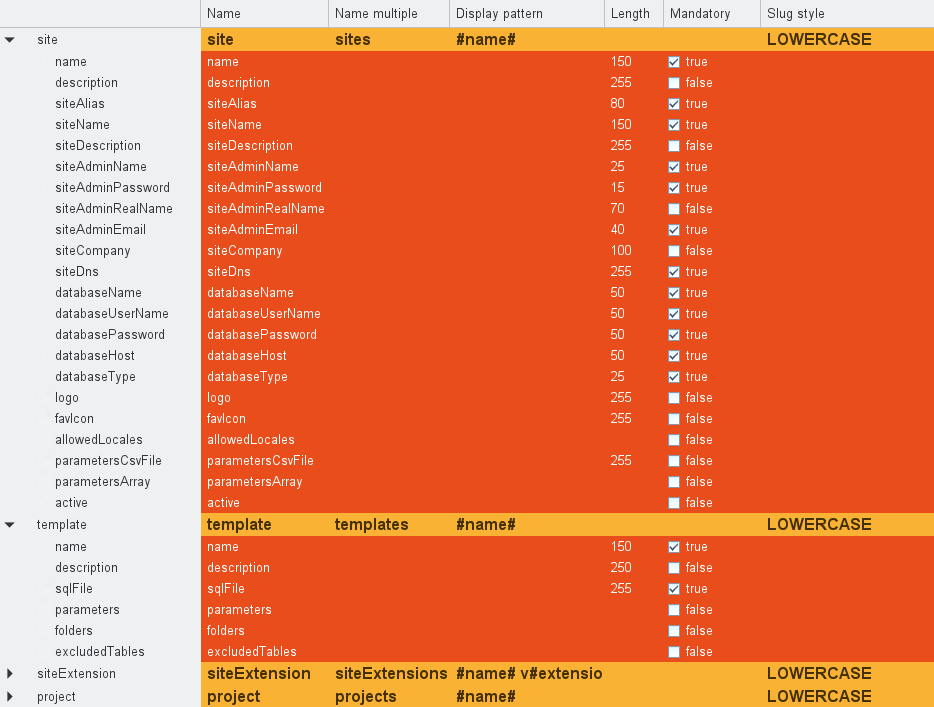 Name Name multiple Display pattern Length Mandatory Slug style
site site sites #name# LOWERCASE
name name 150 true
description description 255 false
siteAlias siteAlias 80 true
siteName siteName 150 true
siteDescription siteDescription 255 false
siteAdminName siteAdminName 25 true
siteAdminPassword siteAdminPassword 15 true
siteAdminRealName siteAdminRealName 70 false
siteAdminEmail siteAdminEmail 40 true
siteCompany siteCompany 100 false
siteDns siteDns 255 true
databaseName databaseName 50 true
databaseUserName databaseUserName 50 true
databasePassword databasePassword 50 true
databaseHost databaseHost 50 true
databaseType databaseType 25 true
logo logo 255 false
favIcon favIcon 255 false
allowedLocales allowedLocales false
parametersCsvFile parametersCsvFile 255 false
parametersArray parametersArray false
active active false
template template templates #name# LOWERCASE
name name 150 true
description description 250 false
sqlFile sqlFile 255 true
parameters parameters false
folders folders false
excludedTables excludedTables false
siteExtension siteExtension siteExtensions #name# v#extensio LOWERCASE
project project projects #name# LOWERCASE